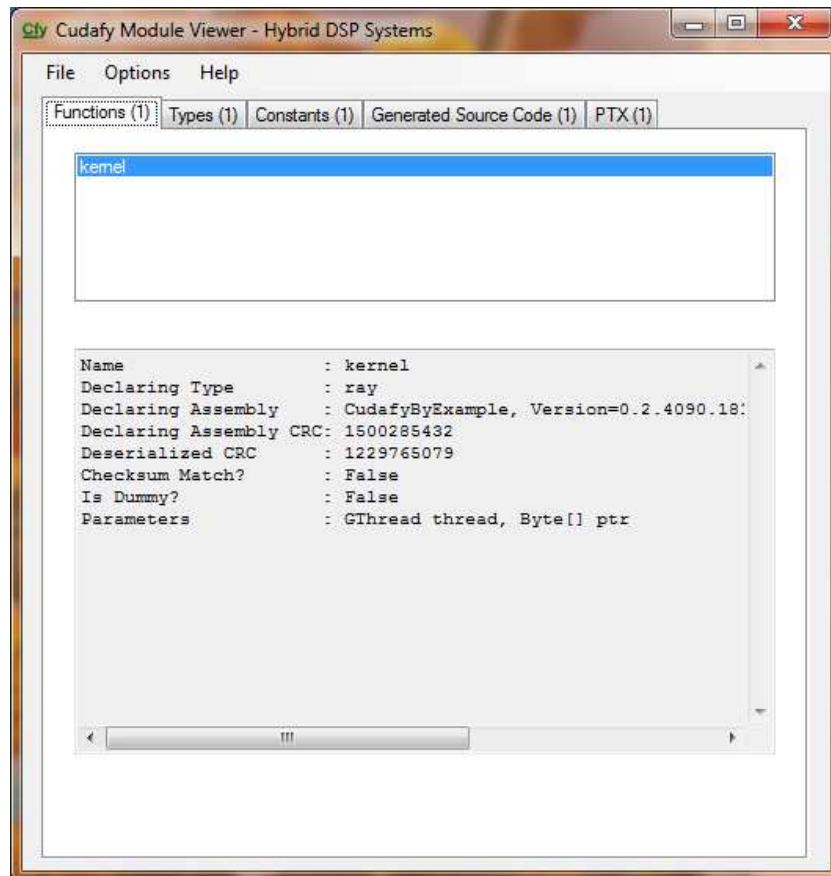 Cfy Cudafy Module Viewer - Hybrid DSP Systems
File Options Help
Functions (1) Types (1) Constants (1) Generated Source Code (1) PTX (1)
kernel
Name : kernel
Declaring Type : ray
Declaring Assembly : CudafyByExample, Version=0.2.4090.18
Declaring Assembly CRC: 1500285432
Deserialized CRC : 1229765079
Checksum Match? : False
Is Dummy? : False
Parameters : GThread thread, Byte[] ptr